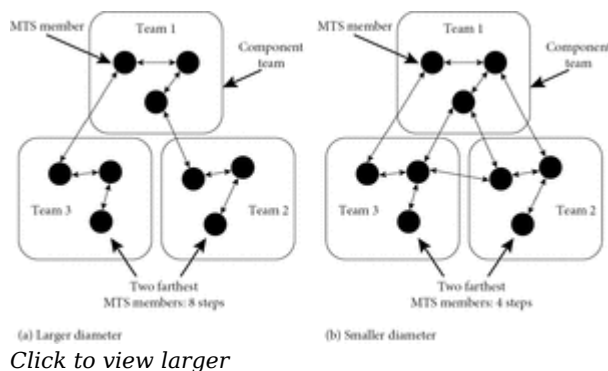 MTS member
Team 1
Component
team
Team 3
Team 2
Two farthest
MTS members: 8 steps
(a) Larger diameter
MTS member
Team 1
Component
team
Team 3
Team 2
Two farthest
MTS members: 4 steps
(b) Smaller diameter
Click to view larger